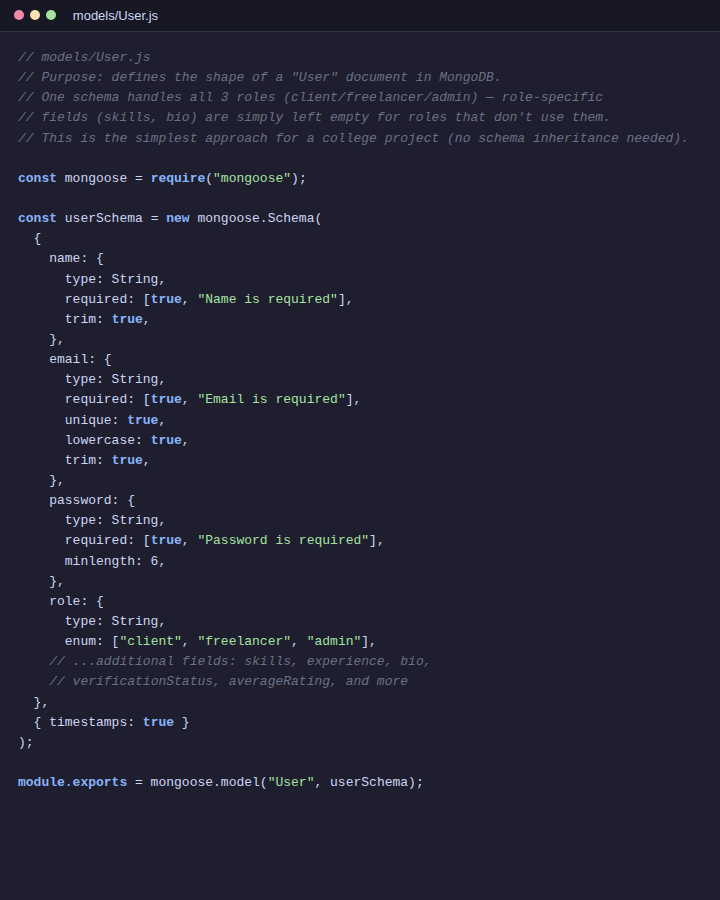 models/User.js
// models/User.js
// Purpose: defines the shape of a "User" document in MongoDB.
// One schema handles all 3 roles (client/freelancer/admin) — role-specific
// fields (skills, bio) are simply left empty for roles that don't use them.
// This is the simplest approach for a college project (no schema inheritance needed).
const mongoose = require("mongoose");
const userSchema = new mongoose.Schema(
  {
    name: {
      type: String,
      required: [true, "Name is required"],
      trim: true,
    },
    email: {
      type: String,
      required: [true, "Email is required"],
      unique: true,
      lowercase: true,
      trim: true,
    },
    password: {
      type: String,
      required: [true, "Password is required"],
      minlength: 6,
    },
    role: {
      type: String,
      enum: ["client", "freelancer", "admin"],
    // ...additional fields: skills, experience, bio,
    // verificationStatus, averageRating, and more
  },
  { timestamps: true }
);
module.exports = mongoose.model("User", userSchema);